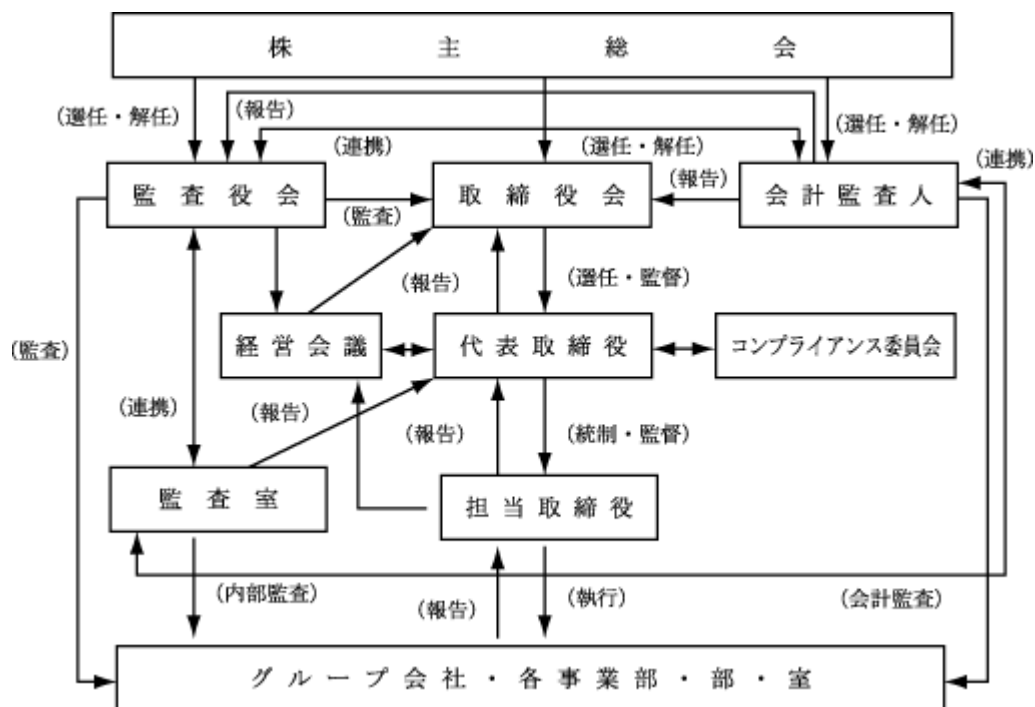 株主総会
(選任・解任)
(報告)
(連携)
(選任・解任)
(選任・解任)
(連携)
監査役会
(監査)
取締役会
(報告)
会計監査人
(報告)
(選任・監督)
(監査)
経営会議
代表取締役
コンプライアンス委員会
(連携)
(報告)
(報告)
(統制・監督)
監査室
担当取締役
(内部監査)
(報告)
(執行)
(会計監査)
グループ会社・各事業部・部・室